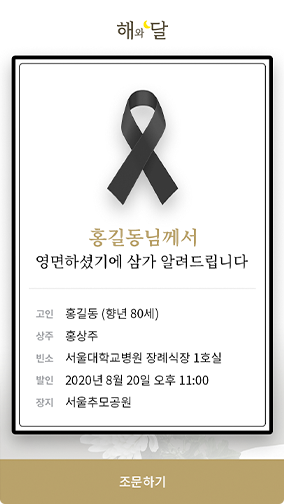 해와달
홍길동님께서
영면하셨기에 삼가 알려드립니다
고인 홍길동 (향년 80세)
상주 홍상주
빈소 서울대학교병원 장례식장 1호실
발인 2020년 8월 20일 오후 11:00
장지 서울추모공원
조문하기